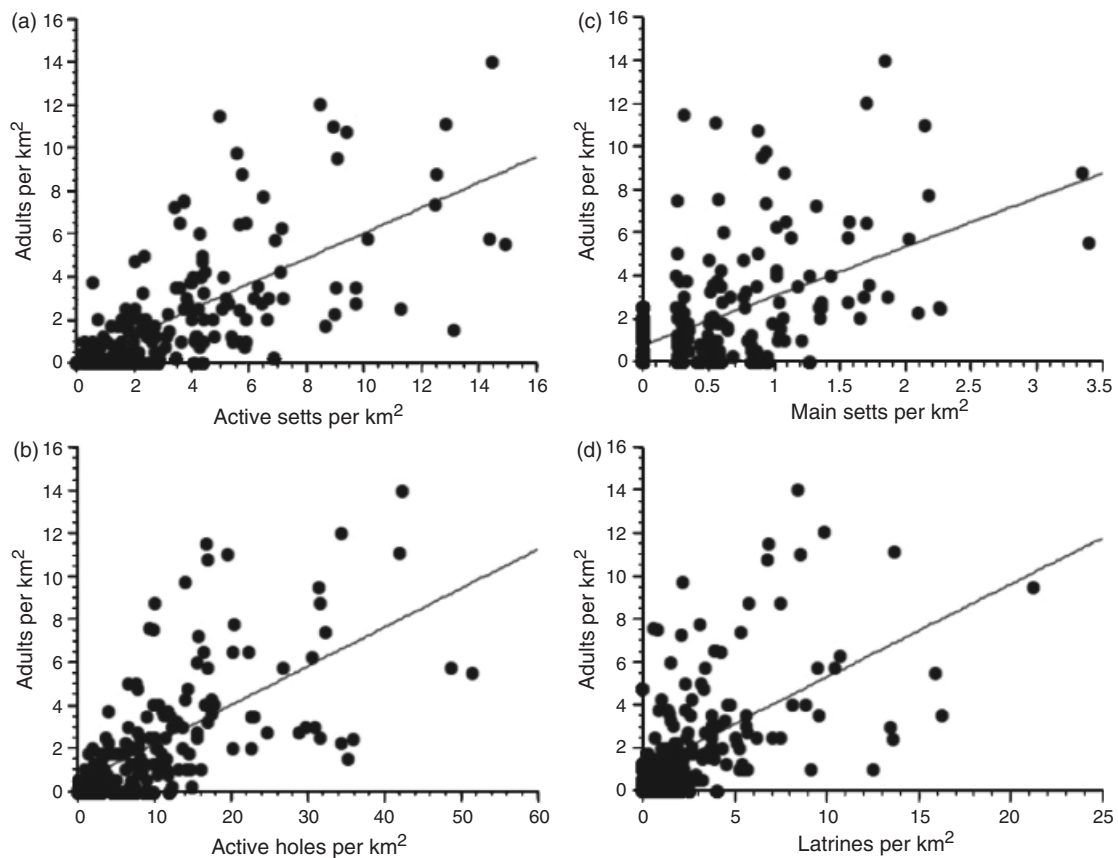 (a)
16
14
12
10
8
6
4
2
0
Adults per km²
0 2 4 6 8 10 12 14 16
Active setts per km²
(c)
16
14
12
10
8
6
4
2
0
Adults per km²
0 0.5 1 1.5 2 2.5 3 3.5
Main setts per km²
(b)
16
14
12
10
8
6
4
2
0
Adults per km²
0 10 20 30 40 50 60
Active holes per km²
(d)
16
14
12
10
8
6
4
2
0
Adults per km²
0 5 10 15 20 25
Latrines per km²